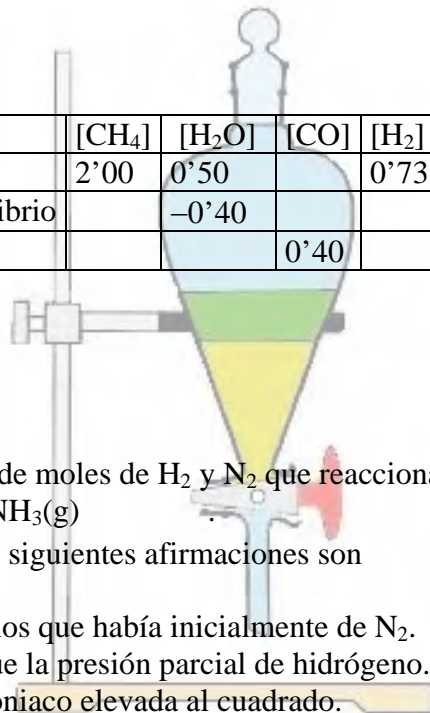 [CH₄] [H₂O] [CO] [H₂]
2'00 0'50 0'73
ibrio –0'40
0'40
de moles de H₂ y N₂ que reacciona
NH₃(g) .
siguientes afirmaciones son
los que había inicialmente de N₂.
ue la presión parcial de hidrógeno.
oniaco elevada al cuadrado.